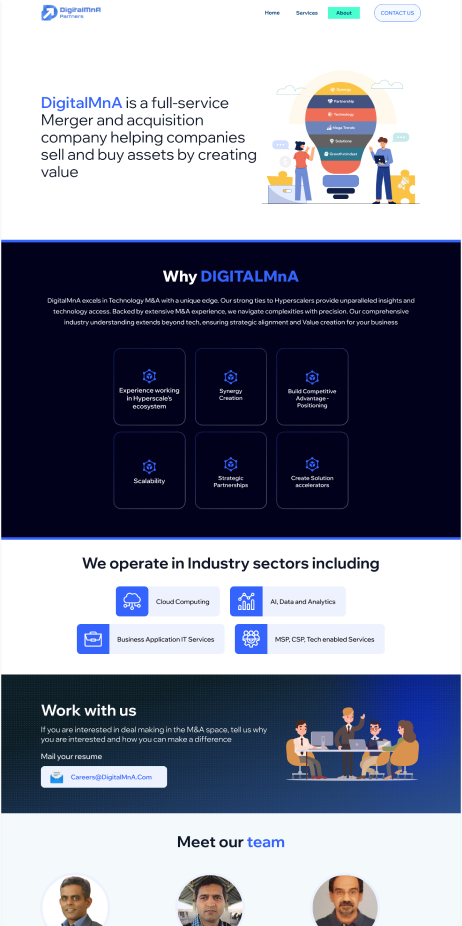 DigitalMnA
Partners
Home
Services
About
CONTACT US
DigitalMnA is a full-service
Merger and acquisition
company helping companies
sell and buy assets by creating
value
Synergy
Partnership
Technology
Mega Trends
Solutions
Growth mindset
Why DIGITALMnA
DigitalMnA excels in Technology M&A with a unique edge. Our strong ties to Hyperscalers provide unparalleled insights and
technology access. Backed by extensive M&A experience, we navigate complexities with precision. Our comprehensive
industry understanding extends beyond tech, ensuring strategic alignment and Value creation for your business
Experience working
in Hyperscale's
ecosystem
Synergy
Creation
Build Competitive
Advantage -
Positioning
Scalability
Strategic
Partnerships
Create Solution
accelerators
We operate in Industry sectors including
Cloud Computing
AI, Data and Analytics
Business Application IT Services
MSP, CSP, Tech enabled Services
Work with us
If you are interested in deal making in the M&A space, tell us why
you are interested and how you can make a difference
Mail your resume
Careers@DigitalMnA.Com
Meet our team